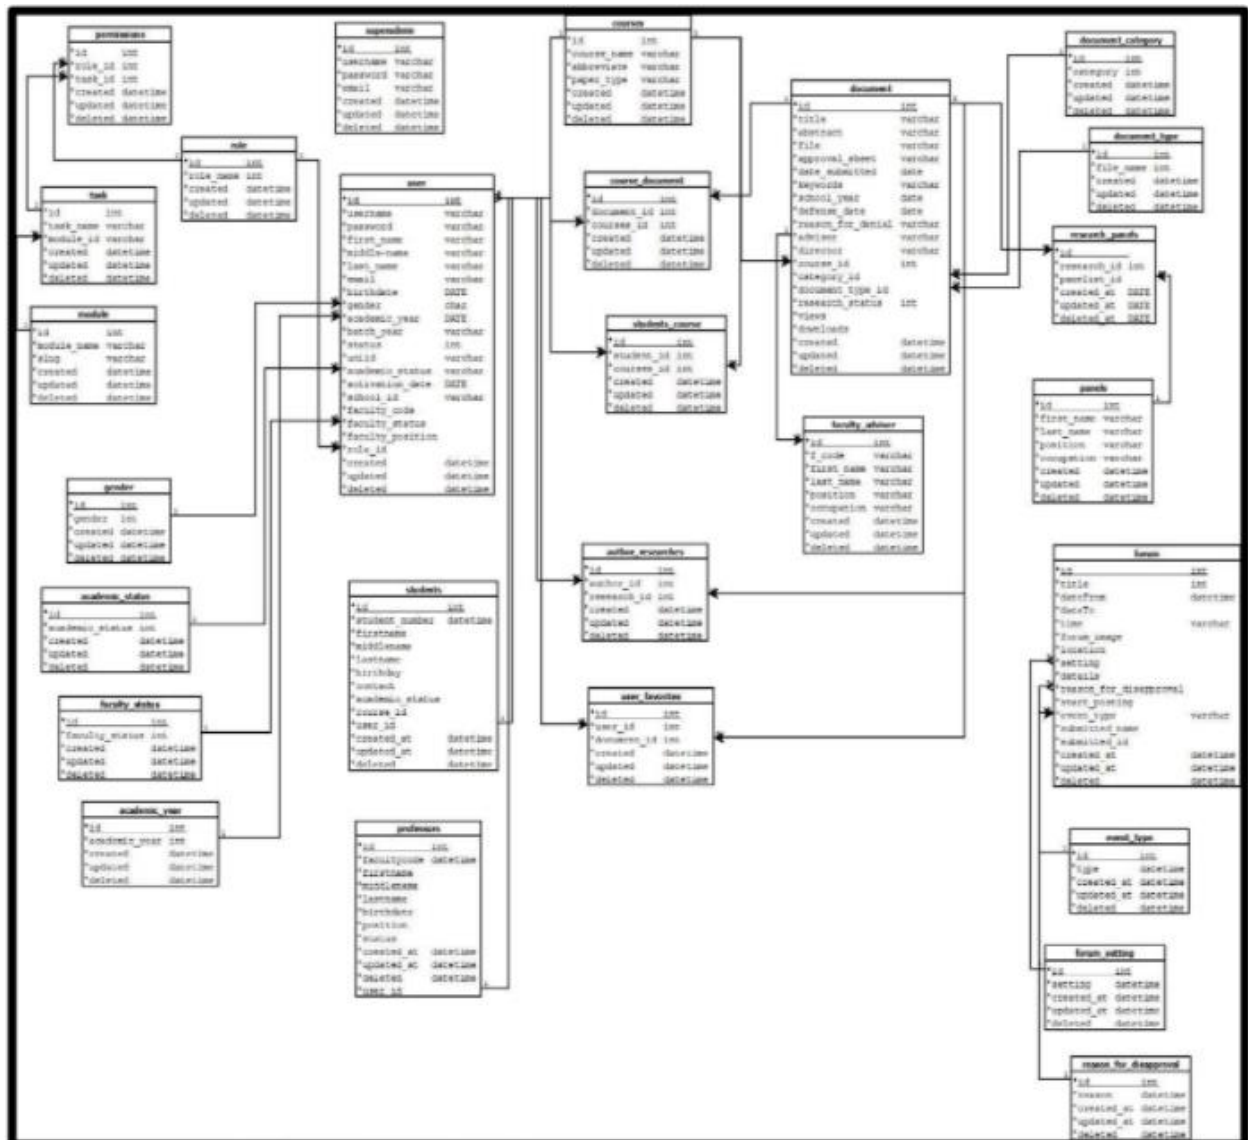 permissions
*id int
*role_id int
*task_id int
*created datetime
*updated datetime
*deleted datetime
superadmin
*id int
*username varchar
*password varchar
*email varchar
*created datetime
*updated datetime
*deleted datetime
courses
*id int
*course_name varchar
*abbreviate varchar
*paper_type varchar
*created datetime
*updated datetime
*deleted datetime
document
*id int
*title varchar
*abstract varchar
*file varchar
*approval_sheet varchar
*date_submitted date
*keywords varchar
*school_year date
*defense_date date
*reason_for_denial varchar
*adviser varchar
*director varchar
*course_id int
*category_id
*document_type_id
*research_status int
*views
*downloads
*created datetime
*updated datetime
*deleted datetime
document_category
*id int
*category int
*created datetime
*updated datetime
*deleted datetime
document_type
*id int
*file_name int
*created datetime
*updated datetime
*deleted datetime
role
*id int
*role_name int
*created datetime
*updated datetime
*deleted datetime
task
*id int
*task_name varchar
*module_id varchar
*created datetime
*updated datetime
*deleted datetime
user
*id int
*username varchar
*password varchar
*first_name varchar
*middle-name varchar
*last_name varchar
*email varchar
*birthdate DATE
*gender char
*academic_year DATE
*batch_year varchar
*status int
*utild varchar
*academic_status varchar
*activation_date DATE
*school_id varchar
*faculty_code
*faculty_status
*faculty_position
*role_id
*created datetime
*updated datetime
*deleted datetime
course_document
*id int
*document_id int
*courses_id int
*created datetime
*updated datetime
*deleted datetime
research_panels
*id
*research_id int
*panelist_id
*created_at DATE
*updated_at DATE
*deleted_at DATE
module
*id int
*module_name varchar
*slug varchar
*created datetime
*updated datetime
*deleted datetime
students_course
*id int
*student_id int
*courses_id int
*created datetime
*updated datetime
*deleted datetime
panels
*id int
*first_name varchar
*last_name varchar
*position varchar
*occupation varchar
*created datetime
*updated datetime
*deleted datetime
faculty_adviser
*id int
*f_code varchar
*first_name varchar
*last_name varchar
*position varchar
*occupation varchar
*created datetime
*updated datetime
*deleted datetime
gender
*id int
*gender int
*created datetime
*updated datetime
*deleted datetime
author_researches
*id int
*author_id int
*research_id int
*created datetime
*updated datetime
*deleted datetime
forum
*id int
*title int
*dateFrom datetime
*dateTo
*time varchar
*forum_image
*location
*setting
*details
*reason_for_disapproval
*start_posting
*event_type varchar
*submitted_name
*submitted_id
*created_at datetime
*updated_at datetime
*deleted datetime
academic_status
*id int
*academic_status int
*created datetime
*updated datetime
*deleted datetime
students
*id int
*student_number datetime
*firstname
*middlename
*lastname
*birthday
*contact
*academic_status
*course_id
*user_id
*created_at datetime
*updated_at datetime
*deleted datetime
user_favorites
*id int
*user_id int
*document_id int
*created datetime
*updated datetime
*deleted datetime
faculty_status
*id int
*faculty_status int
*created datetime
*updated datetime
*deleted datetime
academic_year
*id int
*academic_year int
*created datetime
*updated datetime
*deleted datetime
professors
*id int
*facultycode datetime
*firstname
*middlename
*lastname
*birthdate
*position
*status
*created_at datetime
*updated_at datetime
*deleted datetime
*user_id
event_type
*id int
*type datetime
*created_at datetime
*updated_at datetime
*deleted datetime
forum_setting
*id int
*setting datetime
*created_at datetime
*updated_at datetime
*deleted datetime
reason_for_disapproval
*id int
*reason datetime
*created_at datetime
*updated_at datetime
*deleted datetime